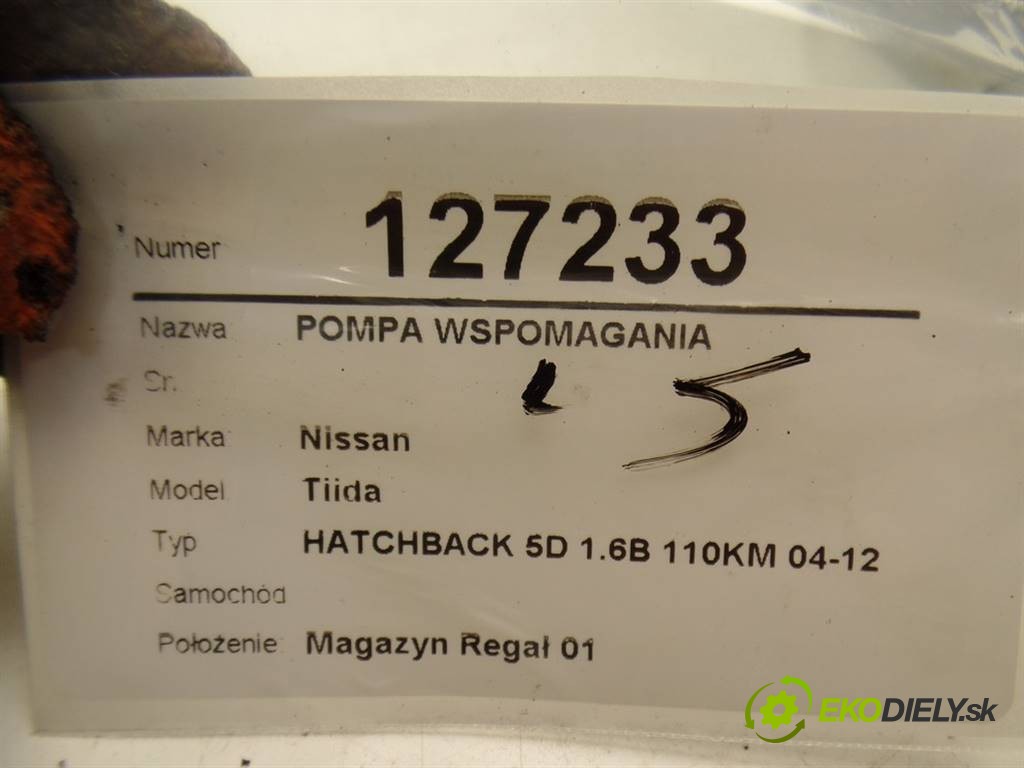 Numer 127233
Nazwa POMPA WSPOMAGANIA
Sr.
5
Marka Nissan
Model Tiida
Typ HATCHBACK 5D 1.6B 110KM 04-12
Samochód
Położenie: Magazyn Regał 01
EKODIELY.sk